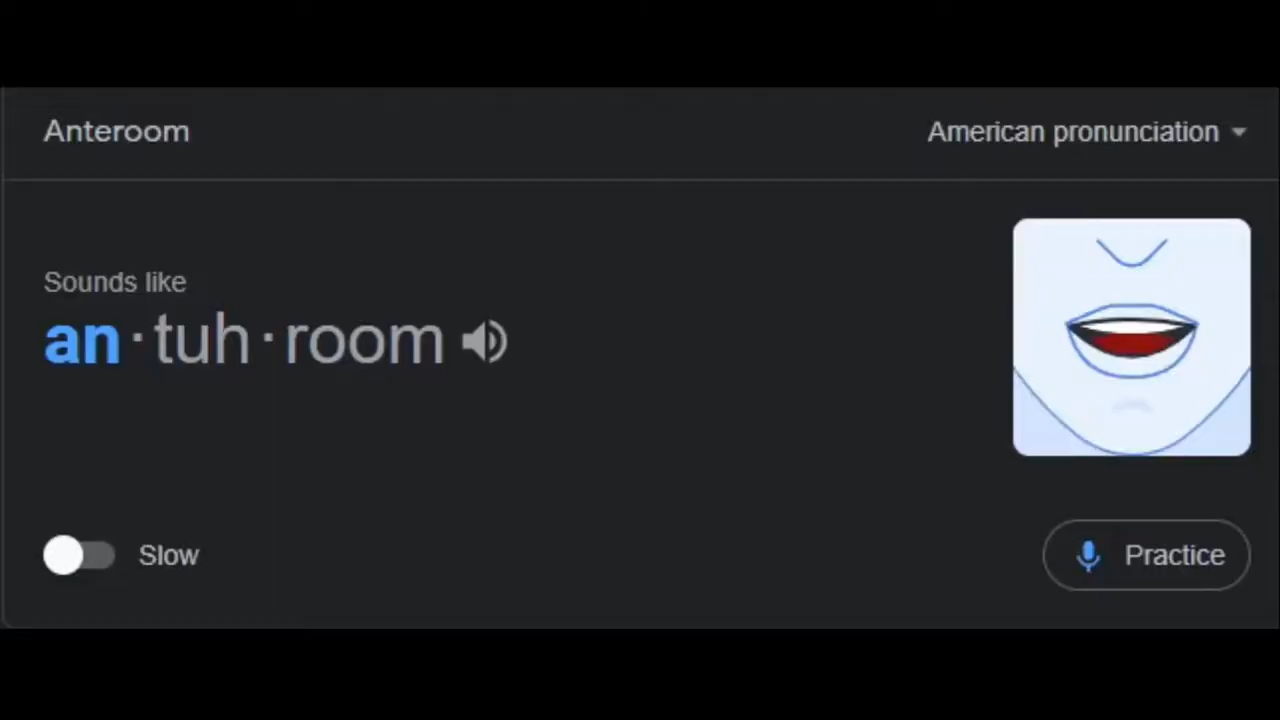 Anteroom
American pronunciation
Sounds like
an·tuh·room
Slow
Practice